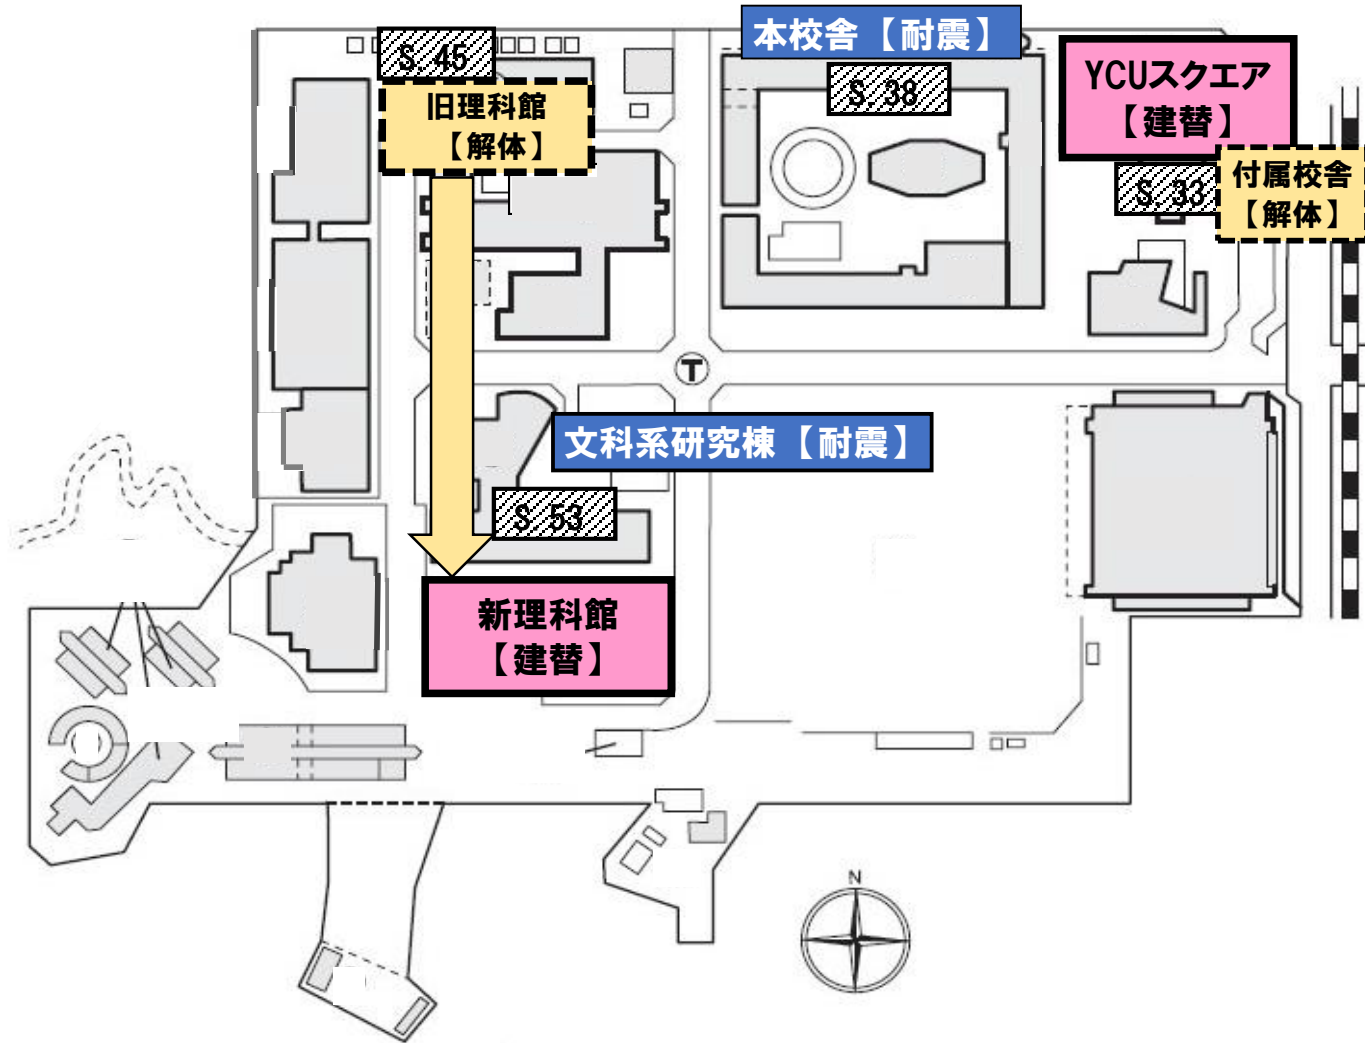 本校舎【耐震】
S.45
S.38
YCUスクエア
【建替】
旧理科館
【解体】
S.33
付属校舎
【解体】
T
文科系研究棟【耐震】
S.53
新理科館
【建替】
N